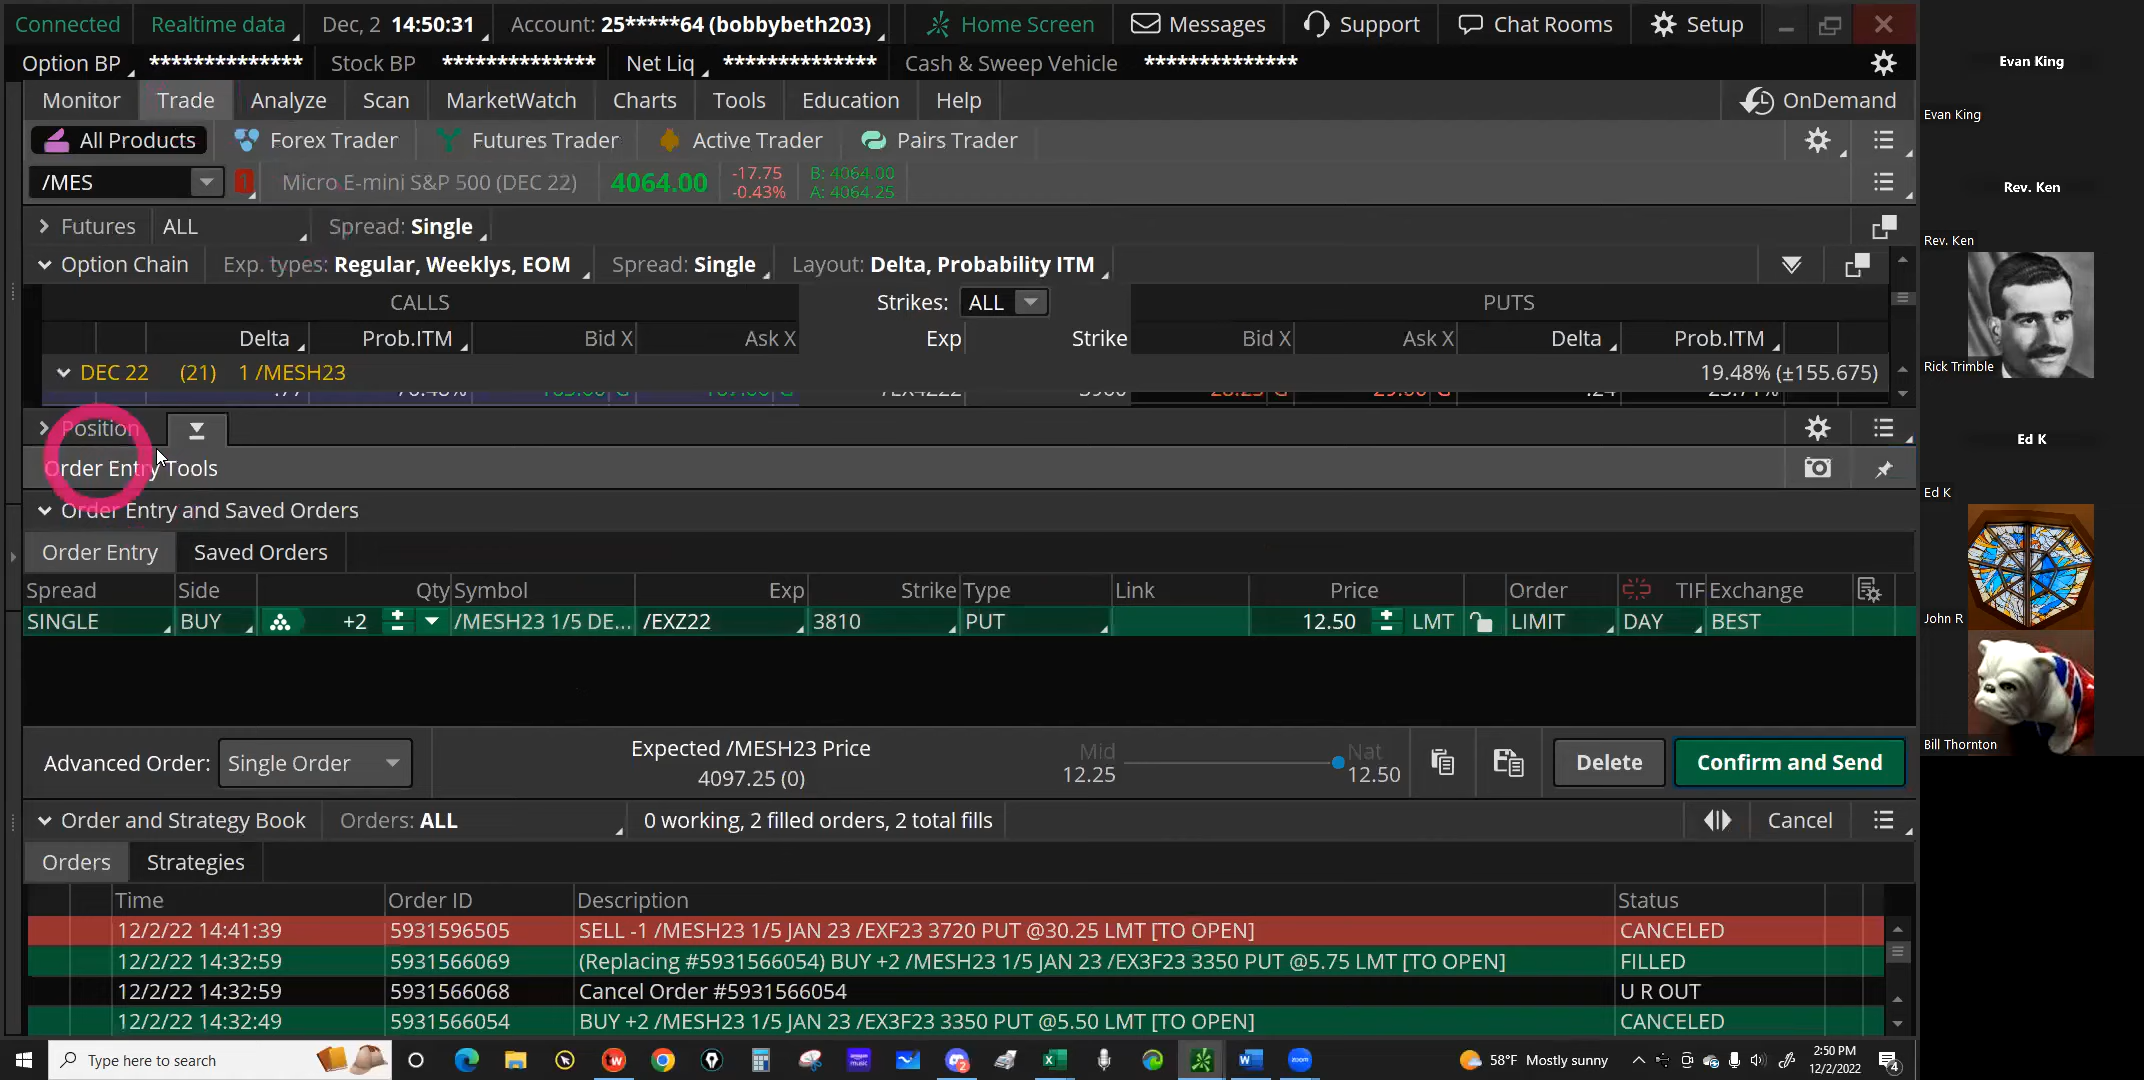 Connected Realtime data Dec, 2 14:50:31 Account: 25*****64 (bobbybeth203) Home Screen Messages Support Chat Rooms Setup
Option BP ************** Stock BP ************** Net Liq ************** Cash & Sweep Vehicle **************
Monitor Trade Analyze Scan MarketWatch Charts Tools Education Help OnDemand
All Products Forex Trader Futures Trader Active Trader Pairs Trader
/MES 1 Micro E-mini S&P 500 (DEC 22) 4064.00 -17.75 B: 4064.00
-0.43% A: 4064.25
Futures ALL Spread: Single
Option Chain Exp. types: Regular, Weeklys, EOM Spread: Single Layout: Delta, Probability ITM
CALLS Strikes: ALL PUTS
Delta Prob.ITM Bid X Ask X Exp Strike Bid X Ask X Delta Prob.ITM
DEC 22 (21) 1 /MESH23 19.48% (±155.675)
Position
Order Entry Tools
Order Entry and Saved Orders
Order Entry Saved Orders
Spread Side Qty Symbol Exp Strike Type Link Price Order TIF Exchange
SINGLE BUY +2 /MESH23 1/5 DE... /EXZ22 3810 PUT 12.50 LMT LIMIT DAY BEST
Advanced Order: Single Order Expected /MESH23 Price
4097.25 (0) Mid
12.25 Nat
12.50 Delete Confirm and Send
Order and Strategy Book Orders: ALL 0 working, 2 filled orders, 2 total fills Cancel
Orders Strategies
Time Order ID Description Status
12/2/22 14:41:39 5931596505 SELL -1 /MESH23 1/5 JAN 23 /EXF23 3720 PUT @30.25 LMT [TO OPEN] CANCELED
12/2/22 14:32:59 5931566069 (Replacing #5931566054) BUY +2 /MESH23 1/5 JAN 23 /EX3F23 3350 PUT @5.75 LMT [TO OPEN] FILLED
12/2/22 14:32:59 5931566068 Cancel Order #5931566054 U R OUT
12/2/22 14:32:49 5931566054 BUY +2 /MESH23 1/5 JAN 23 /EX3F23 3350 PUT @5.50 LMT [TO OPEN] CANCELED
Type here to search 58°F Mostly sunny 2:50 PM
12/2/2022 4
Evan King
Evan King
Rev. Ken
Rev. Ken
Rick Trimble
Ed K
Ed K
John R
Bill Thornton